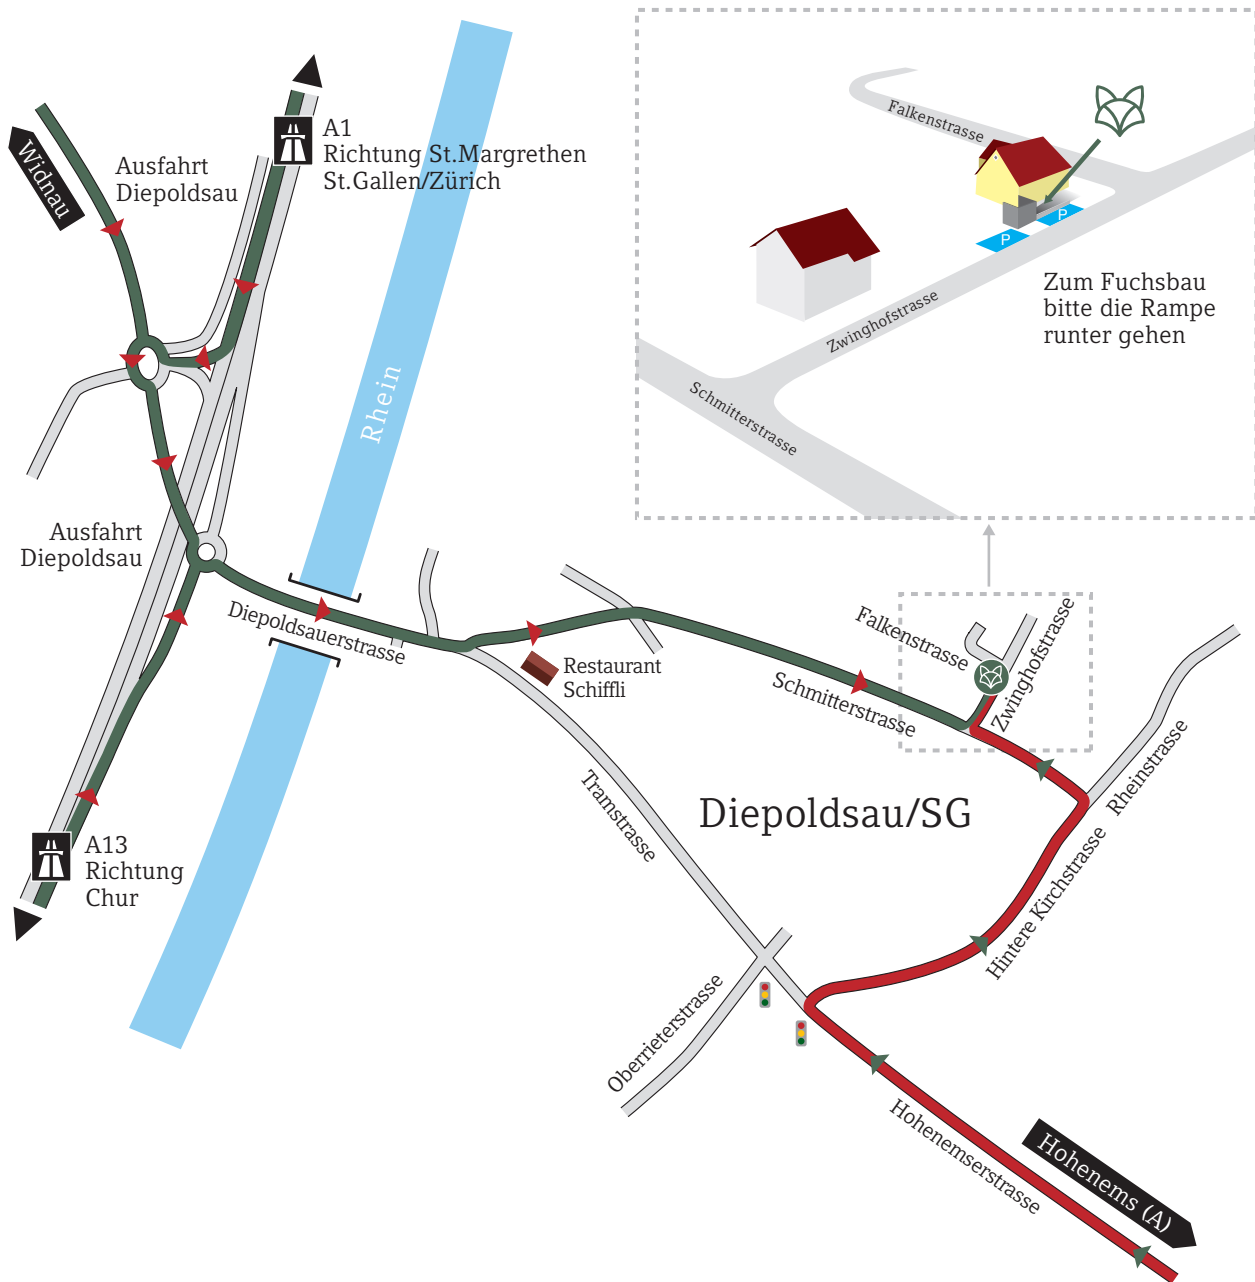 Widnau
Ausfahrt
Diepoldsau
A1
Richtung St.Margrethen
St.Gallen/Zürich
Rhein
Falkenstrasse
P
P
Zum Fuchsbau
bitte die Rampe
runter gehen
Zwinghofstrasse
Schmitterstrasse
Ausfahrt
Diepoldsau
Diepoldsauerstrasse
Restaurant
Schiffli
Falkenstrasse
Zwinghofstrasse
Schmitterstrasse
Rheinstrasse
Tramstrasse
Diepoldsau/SG
A13
Richtung
Chur
Hintere Kirchstrasse
Oberrieterstrasse
Hohenemserstrasse
Hohenems (A)